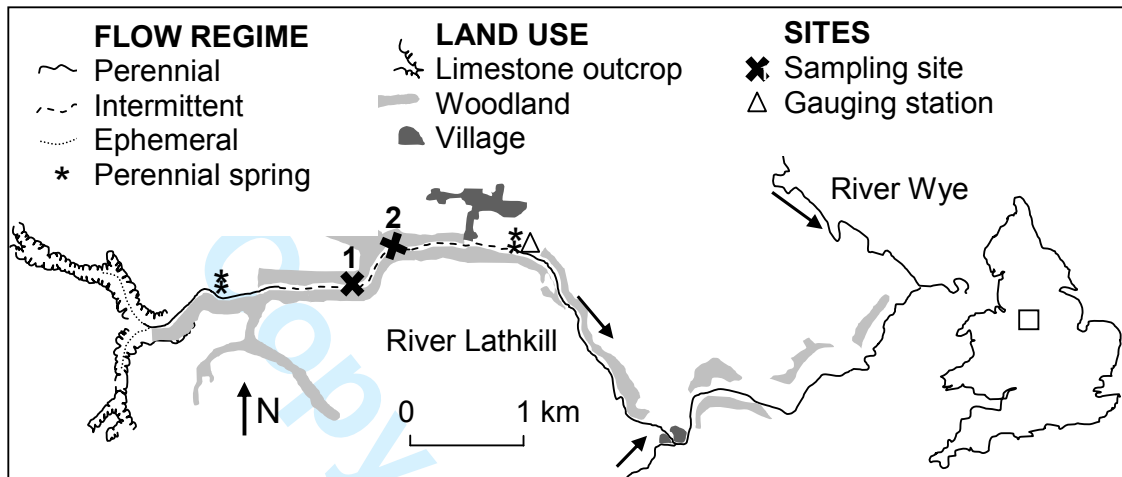 FLOW REGIME
Perennial
Intermittent
Ephemeral
* Perennial spring
LAND USE
Limestone outcrop
Woodland
Village
SITES
Sampling site
Gauging station
River Wye
2
1
River Lathkill
N
0 1 km
Copy